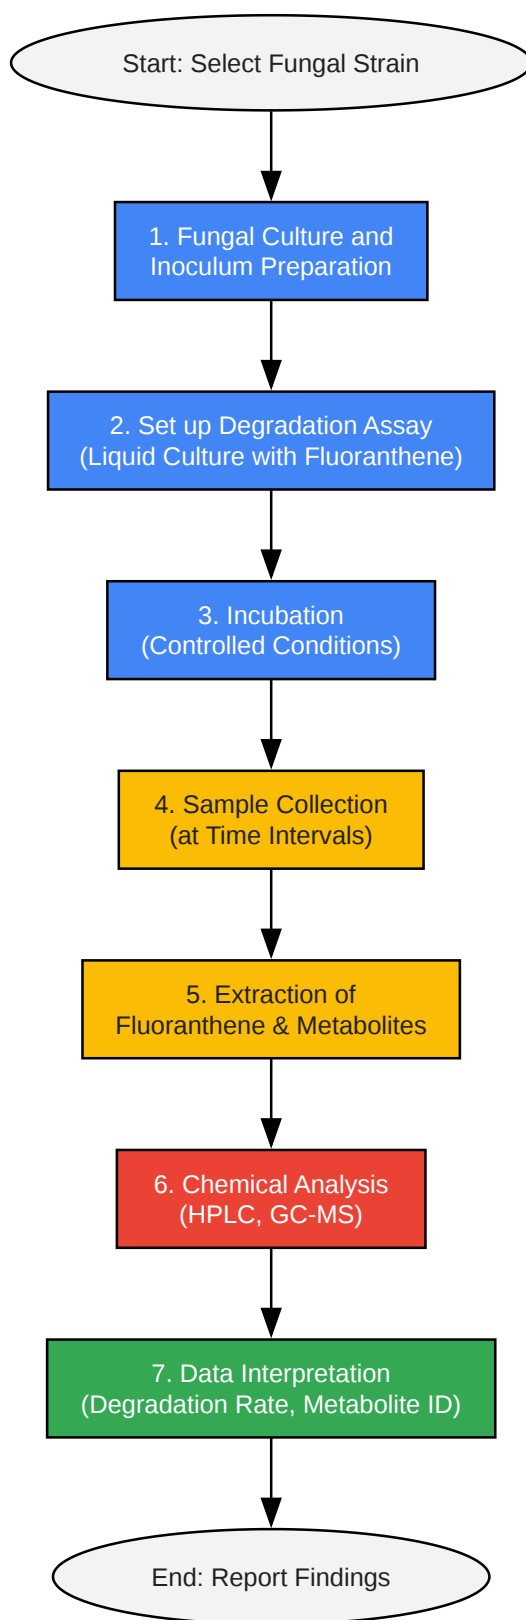 Start: Select Fungal Strain
1. Fungal Culture and
Inoculum Preparation
2. Set up Degradation Assay
(Liquid Culture with Fluoranthene)
3. Incubation
(Controlled Conditions)
4. Sample Collection
(at Time Intervals)
5. Extraction of
Fluoranthene & Metabolites
6. Chemical Analysis
(HPLC, GC-MS)
7. Data Interpretation
(Degradation Rate, Metabolite ID)
End: Report Findings